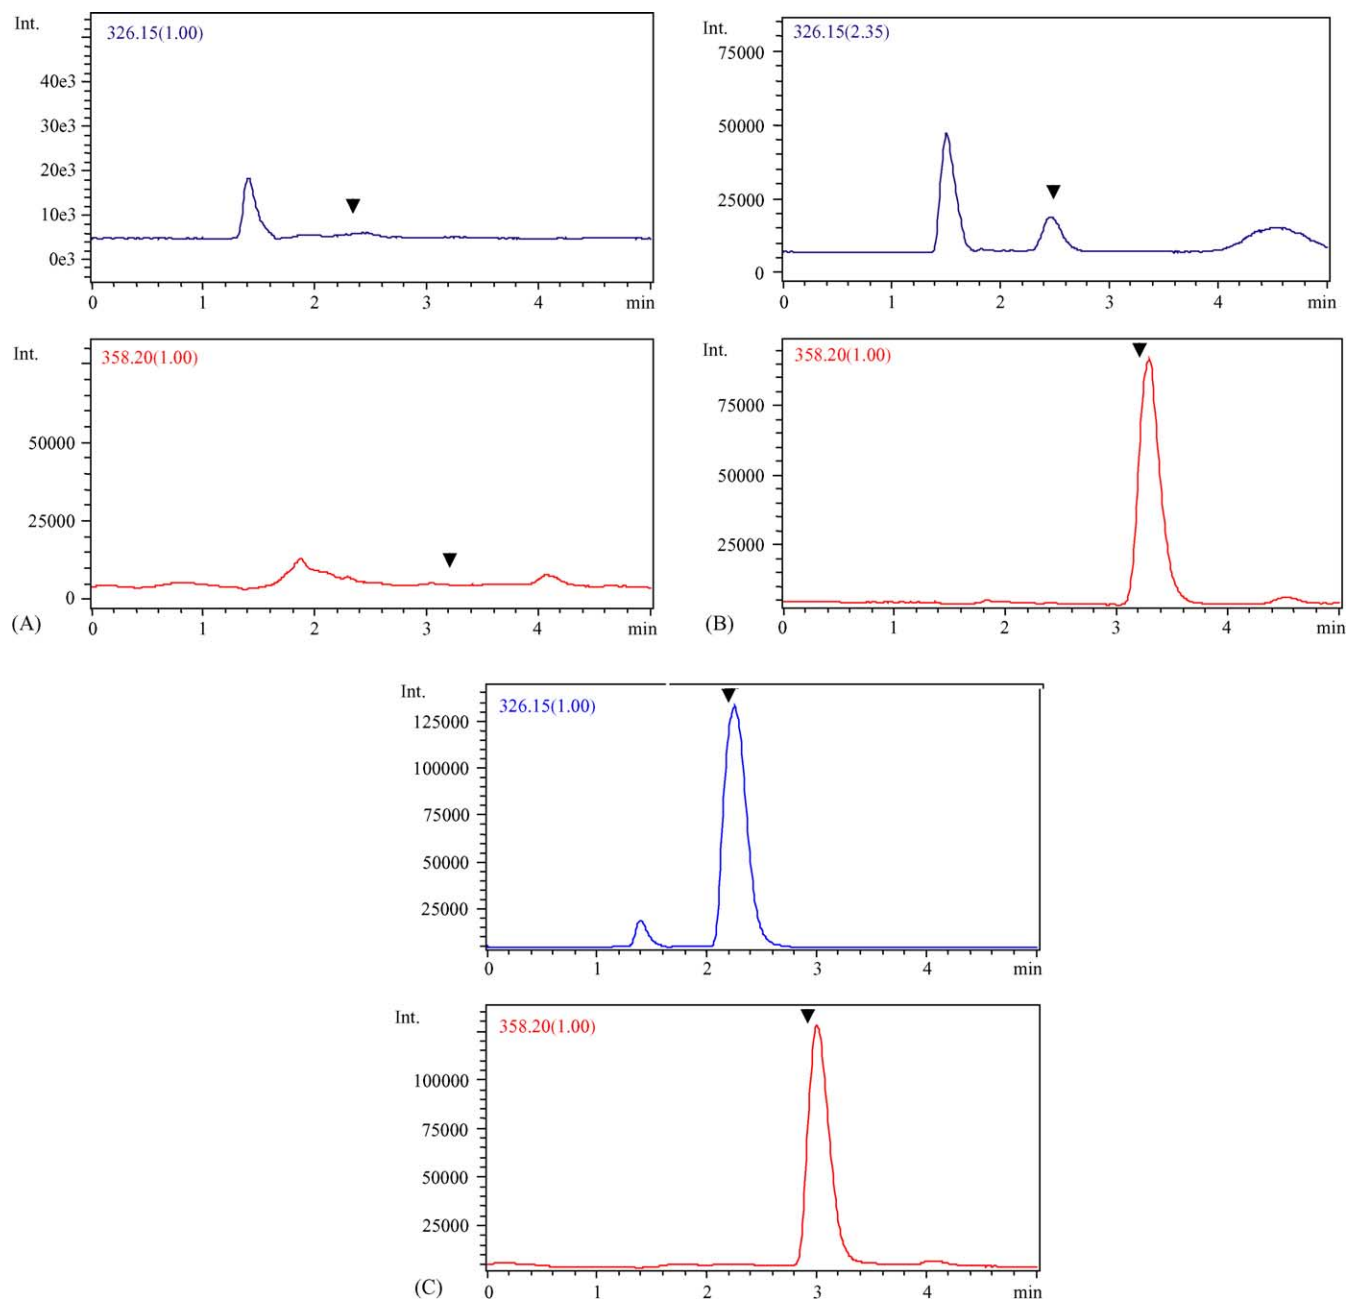 Int.
326.15(1.00)
40e3
30e3
20e3
10e3
0e3
0 1 2 3 4 min
Int.
358.20(1.00)
50000
25000
0
0 1 2 3 4 min
(A)
Int.
326.15(2.35)
75000
50000
25000
0
0 1 2 3 4 min
Int.
358.20(1.00)
75000
50000
25000
0 1 2 3 4 min
(B)
Int.
326.15(1.00)
125000
100000
75000
50000
25000
0 1 2 3 4 min
Int.
358.20(1.00)
100000
75000
50000
25000
0 1 2 3 4 min
(C)